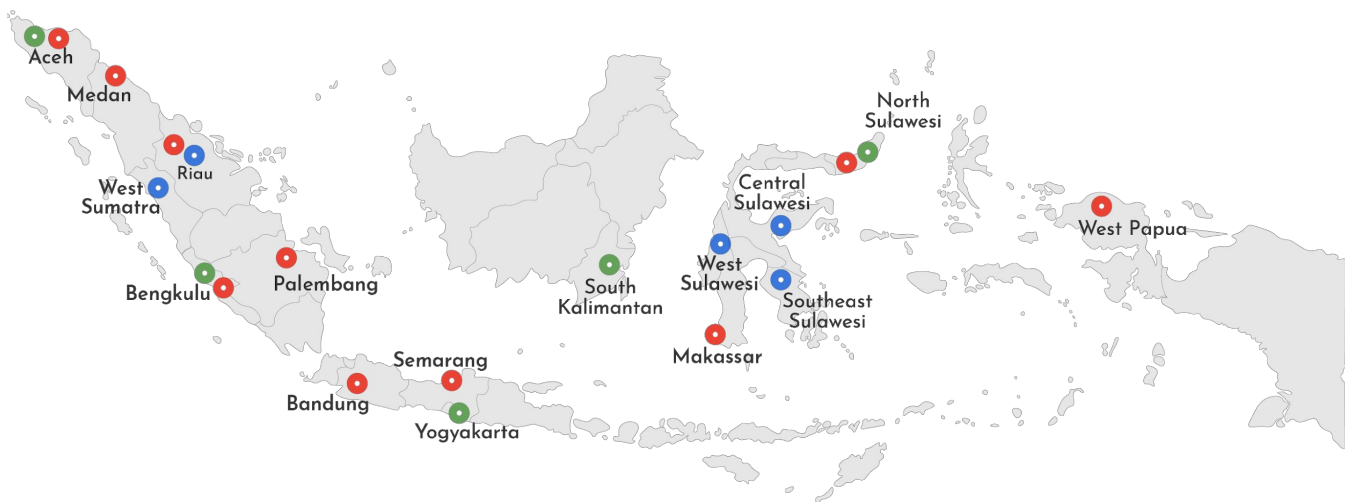 Aceh
Medan
Riau
West
Sumatra
Bengkulu
Palembang
Bandung
Semarang
Yogyakarta
South
Kalimantan
North
Sulawesi
Central
Sulawesi
West
Sulawesi
Southeast
Sulawesi
Makassar
West Papua